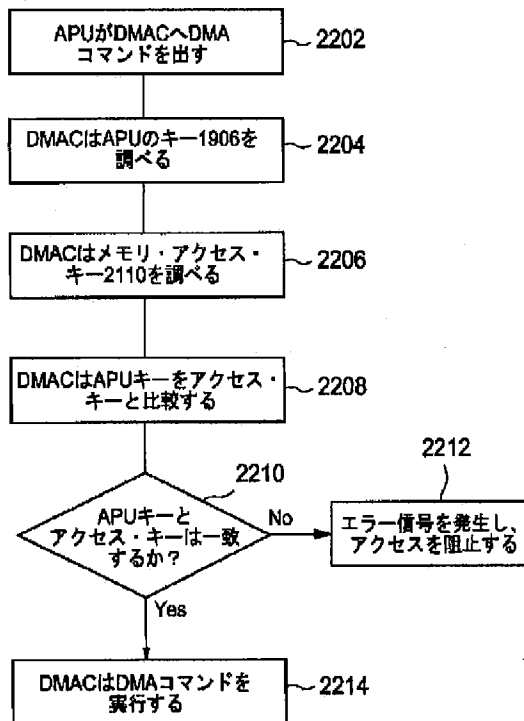 APUがDMACへDMA
コマンドを出す
2202
DMACはAPUのキー1906を
調べる
2204
DMACはメモリ・アクセス・
キー2110を調べる
2206
DMACはAPUキーをアクセス・
キーと比較する
2208
2210
APUキーと
アクセス・キーは一致
するか？
No
2212
エラー信号を発生し、
アクセスを阻止する
Yes
DMACはDMAコマンドを
実行する
2214